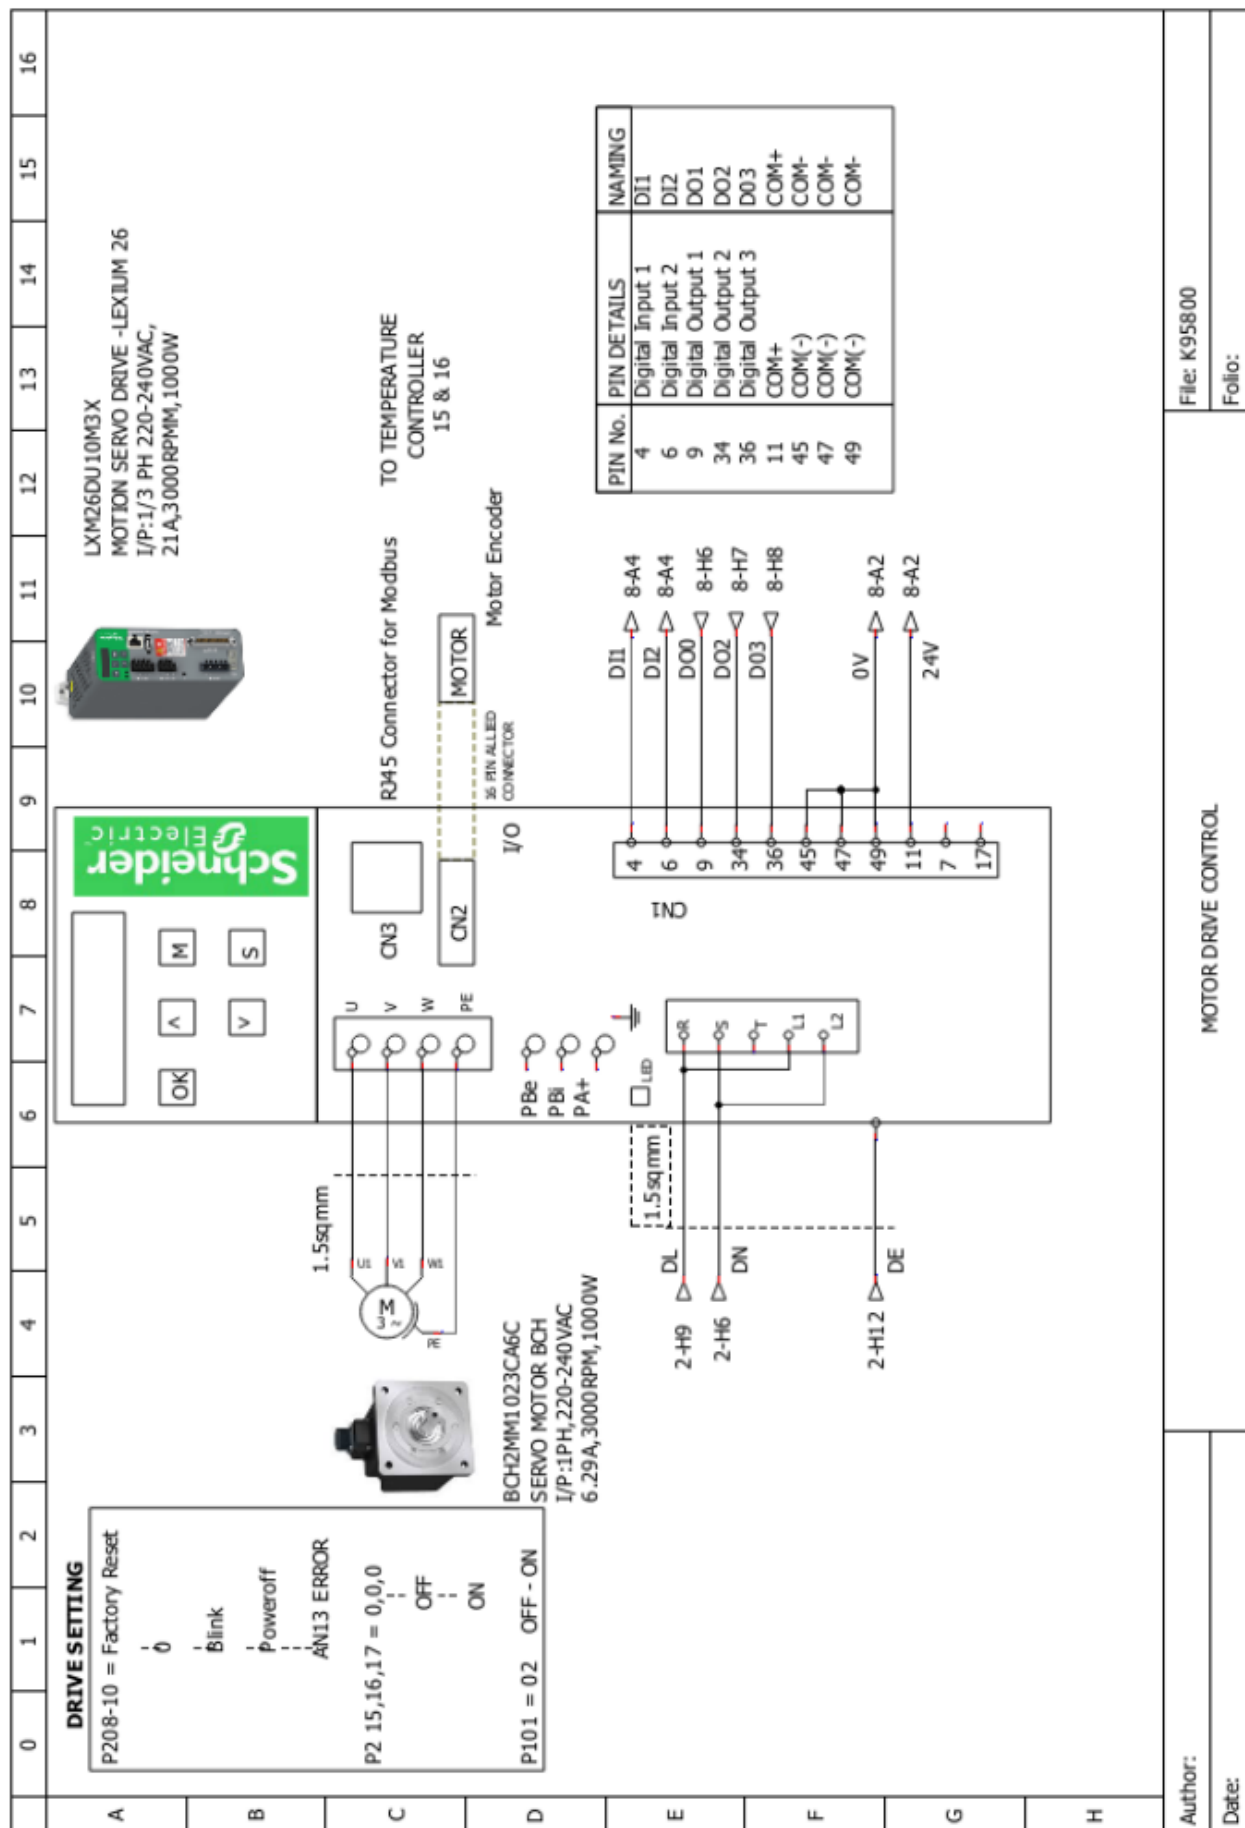 0 1 2 3 4 5 6 7 8 9 10 11 12 13 14 15 16
A
B
C
D
E
F
G
H
DRIVE SETTING
P208-10 = Factory Reset
0
Blink
Poweroff
AN13 ERROR
P2 15,16,17 = 0,0,0
OFF
ON
P101 = 02 OFF - ON
BCH2MM1023CA6C
SERVO MOTOR BCH
I/P:1PH,220-240VAC
6.29A,3000RPM,1000W
M
3 ~
U1
V1
W1
PE
1.5sqmm
OK
^
M
v
S
Schneider
Electric
U
V
W
PE
CN3
CN2
RJ45 Connector for Modbus
TO TEMPERATURE
CONTROLLER
15 & 16
MOTOR
Motor Encoder
16 PIN ALLIED
CONNECTOR
I/O
LXM26DU10M3X
MOTION SERVO DRIVE -LEXIUM 26
I/P:1/3 PH 220-240VAC,
21A,3000RPMM,1000W
PBe
PBi
PA+
LED
1.5sqmm
2-H9 DL
2-H6 DN
2-H12 DE
R
S
T
L1
L2
CN1
4 DI1 8-A4
6 DI2 8-A4
9 DO0 8-H6
34 DO2 8-H7
36 D03 8-H8
45
47
49 0V 8-A2
11 24V 8-A2
7
17
PIN No. PIN DETAILS NAMING
4 Digital Input 1 DI1
6 Digital Input 2 DI2
9 Digital Output 1 DO1
34 Digital Output 2 DO2
36 Digital Output 3 D03
11 COM+ COM+
45 COM(-) COM-
47 COM(-) COM-
49 COM(-) COM-
Author:
Date:
MOTOR DRIVE CONTROL
File: K95800
Folio: